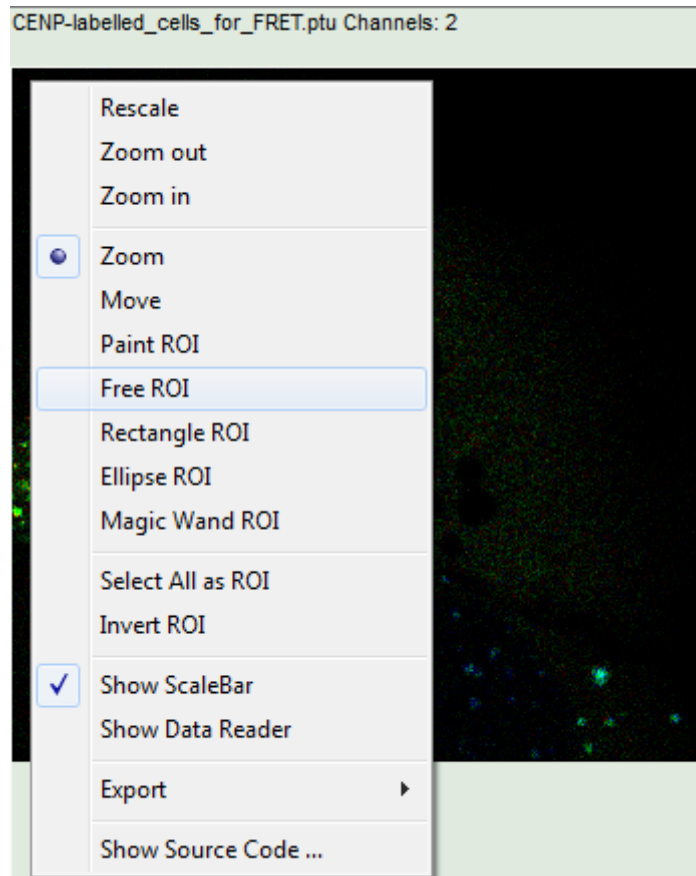 CENP-labelled_cells_for_FRET.ptu Channels: 2
Rescale
Zoom out
Zoom in
Zoom
Move
Paint ROI
Free ROI
Rectangle ROI
Ellipse ROI
Magic Wand ROI
Select All as ROI
Invert ROI
Show ScaleBar
Show Data Reader
Export
Show Source Code ...